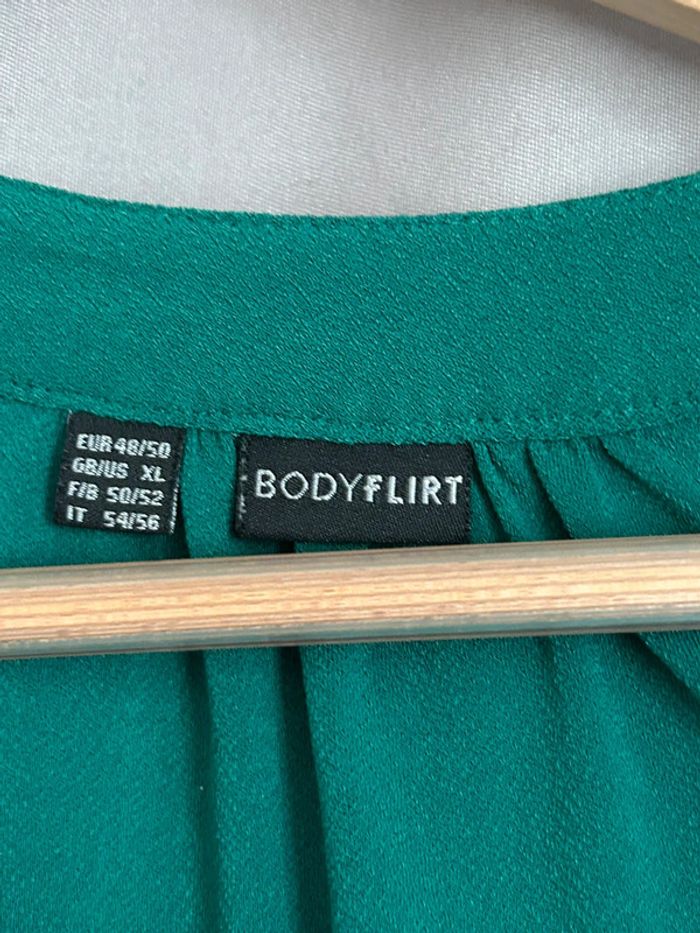 EUR 48/50
GB/US XL
F/B 50/52
IT 54/56
BODYFLIRT